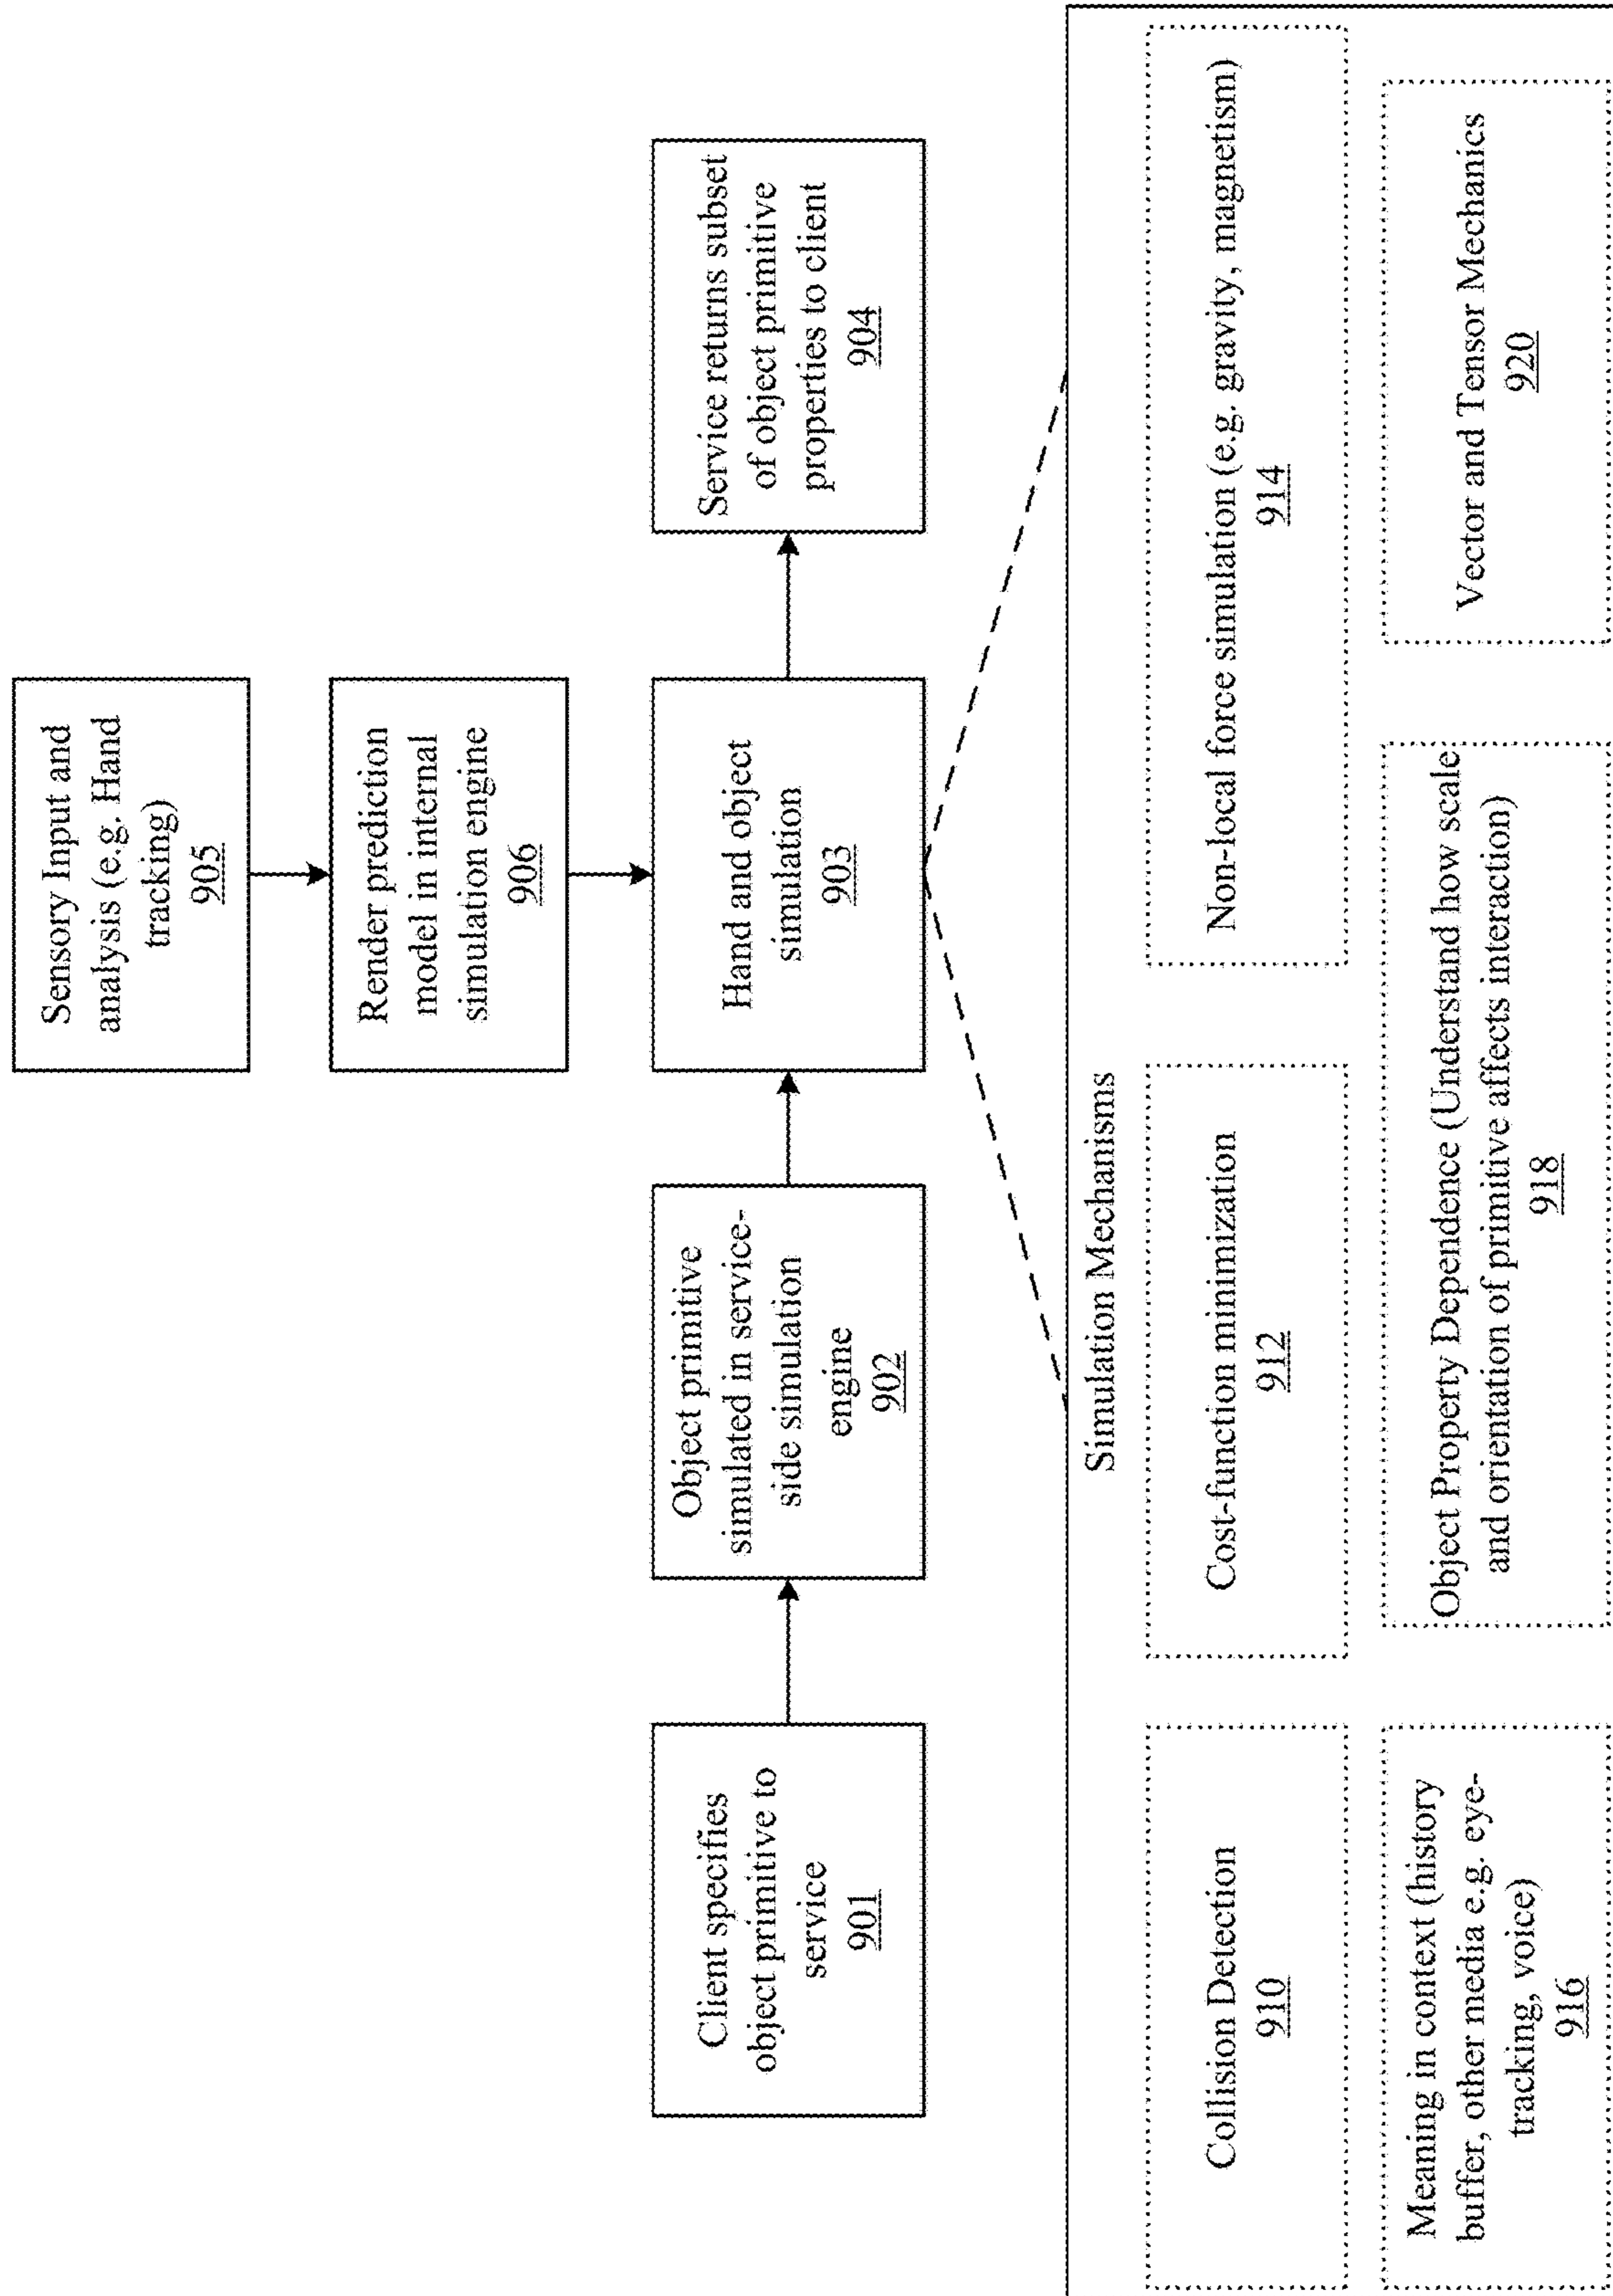 Sensory Input and
analysis (e.g. Hand
tracking)
905
Render prediction
model in internal
simulation engine
906
Client specifies
object primitive to
service
901
Object primitive
simulated in service-
side simulation
engine
902
Hand and object
simulation
903
Service returns subset
of object primitive
properties to client
904
Simulation Mechanisms
Collision Detection
910
Cost-function minimization
912
Non-local force simulation (e.g. gravity, magnetism)
914
Meaning in context (history
buffer, other media e.g. eye-
tracking, voice)
916
Object Property Dependence (Understand how scale
and orientation of primitive affects interaction)
918
Vector and Tensor Mechanics
920